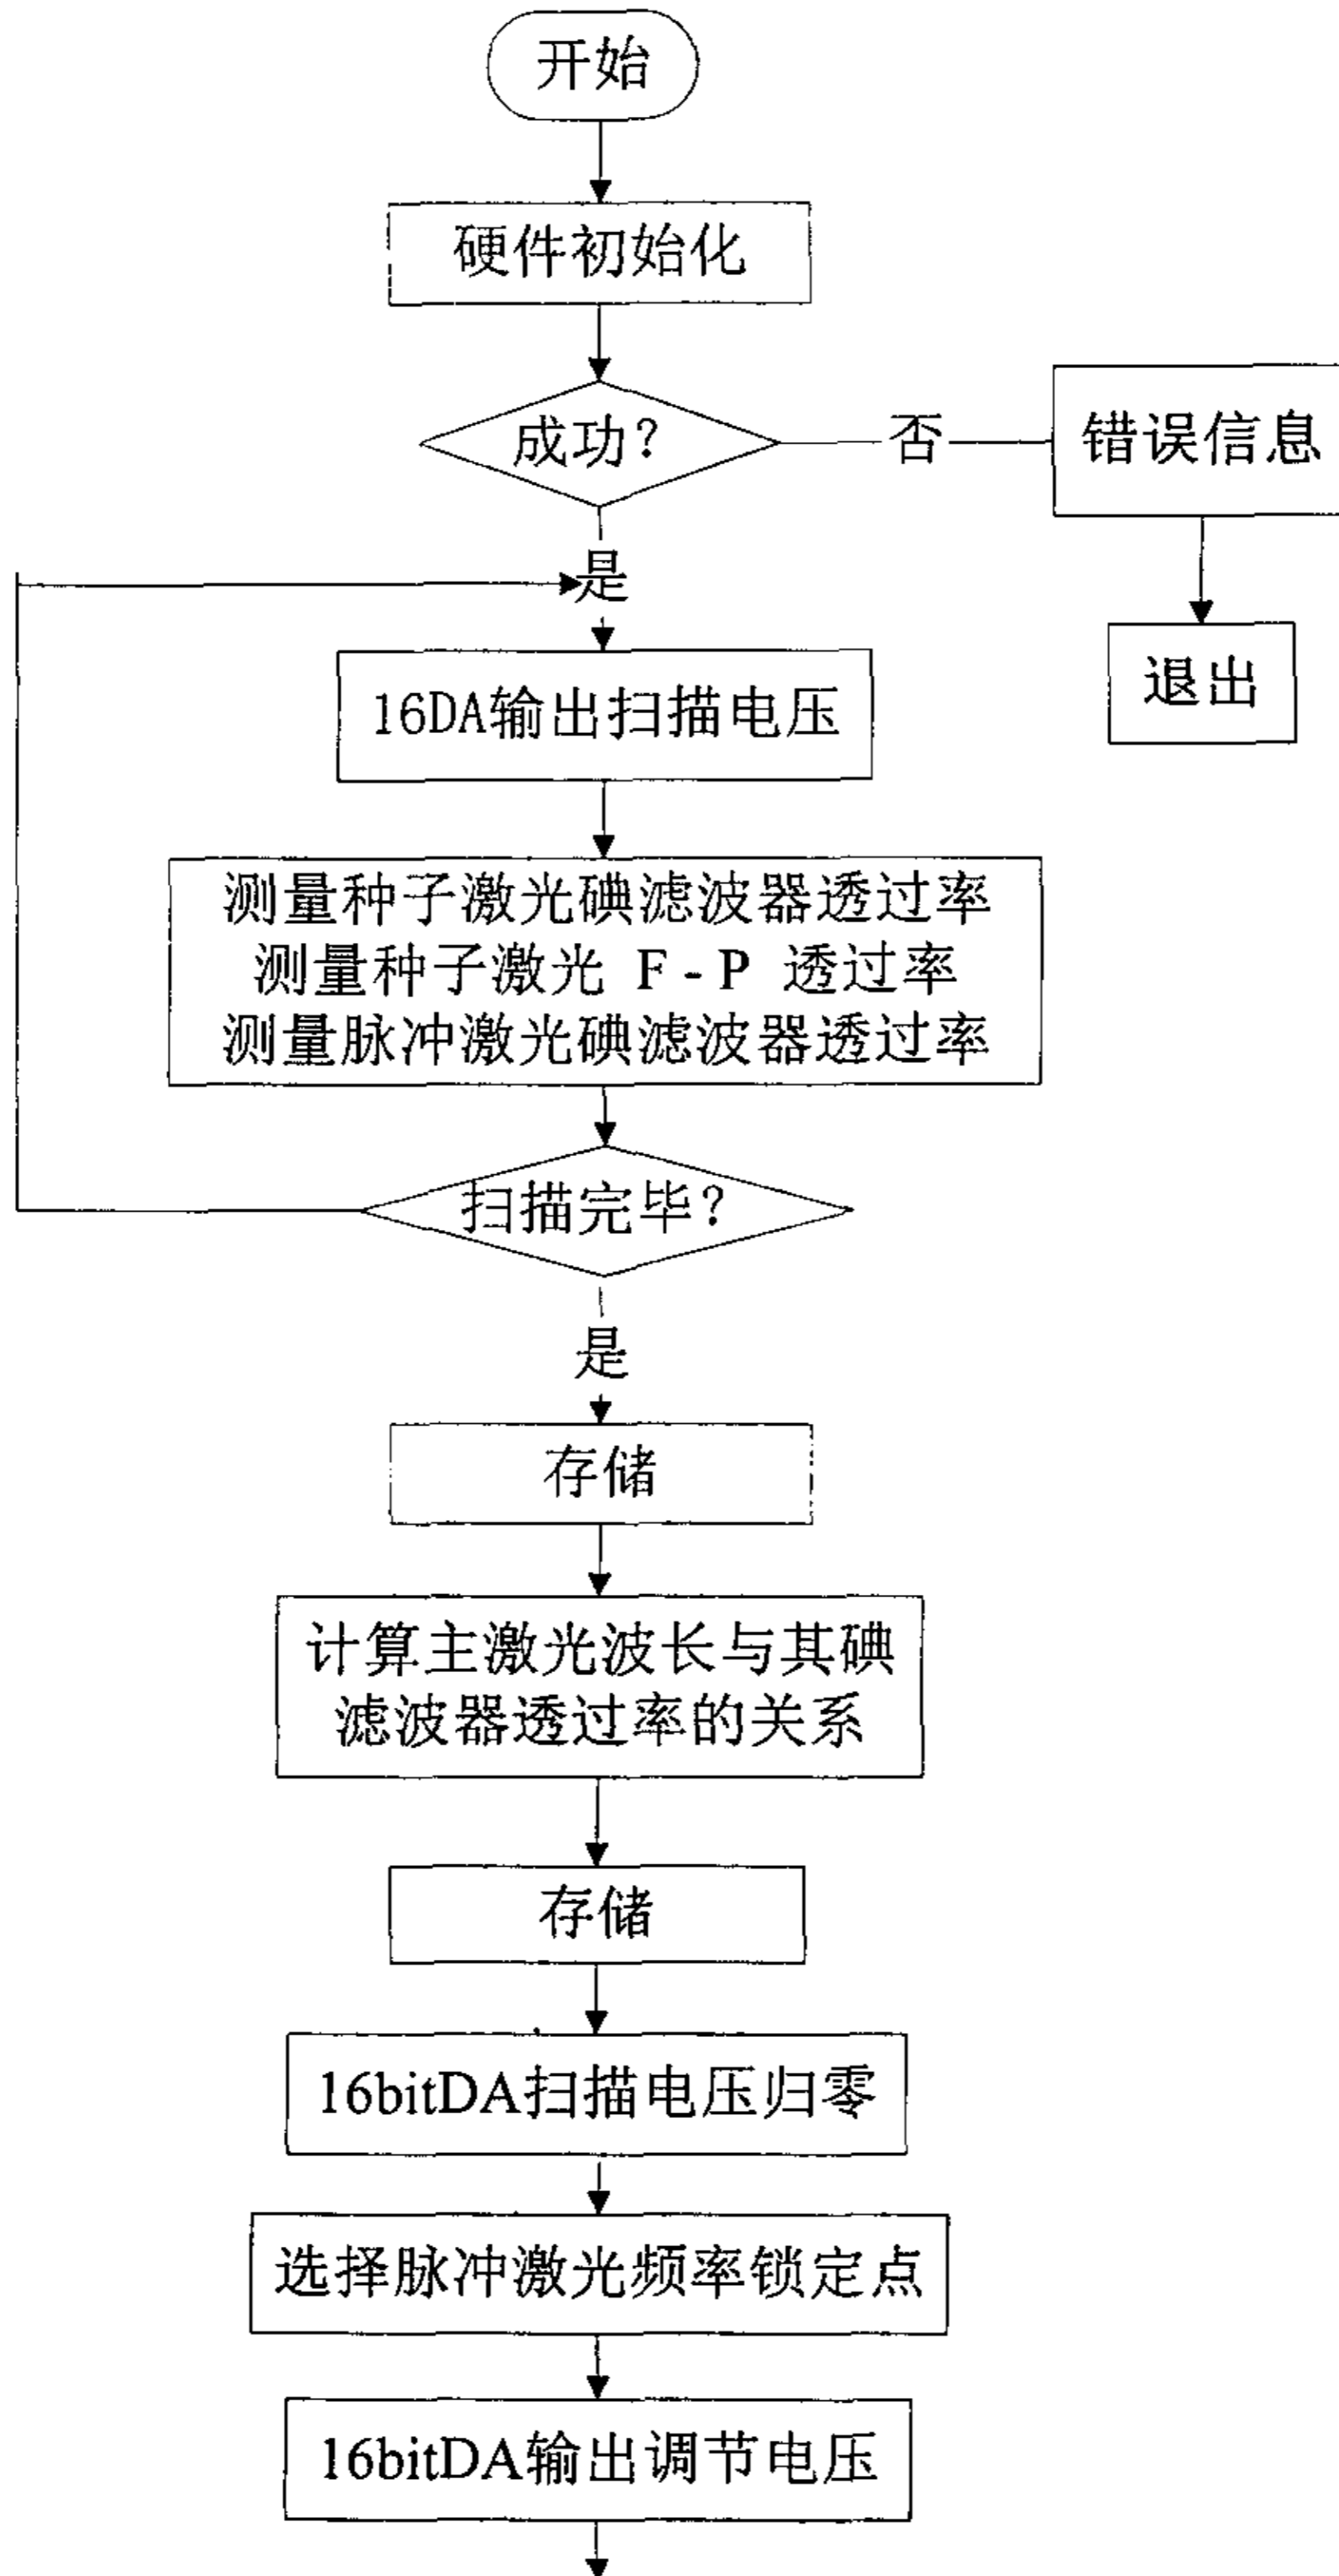 开始
硬件初始化
成功?
否
错误信息
是
退出
16DA输出扫描电压
测量种子激光碘滤波器透过率
测量种子激光 F - P 透过率
测量脉冲激光碘滤波器透过率
扫描完毕?
是
存储
计算主激光波长与其碘
滤波器透过率的关系
存储
16bitDA扫描电压归零
选择脉冲激光频率锁定点
16bitDA输出调节电压